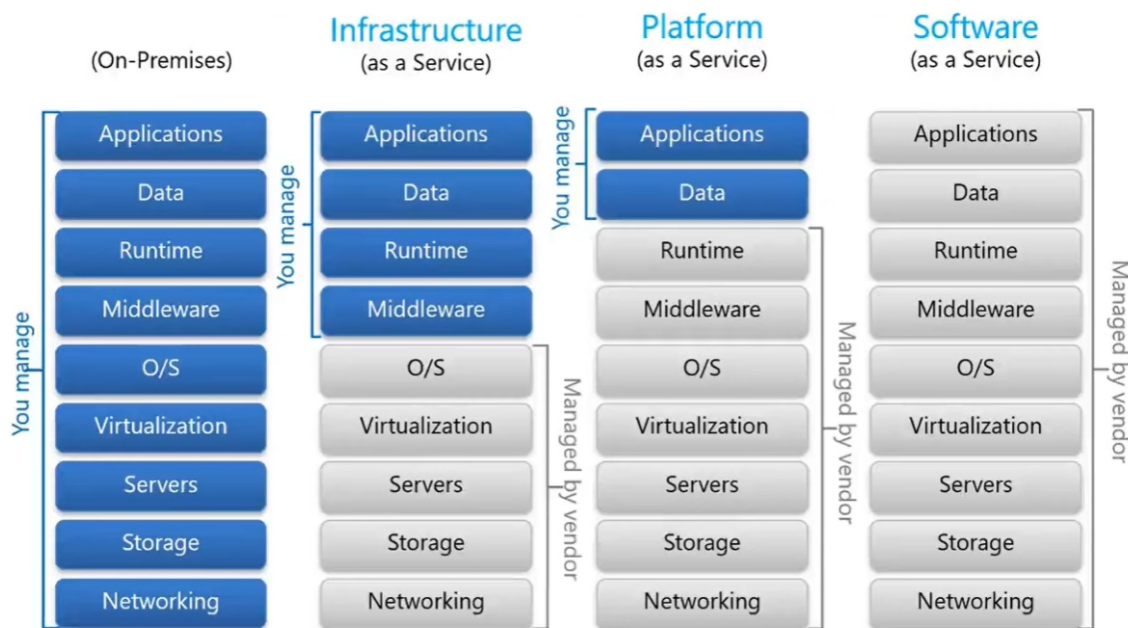 (On-Premises)
Infrastructure
(as a Service)
Platform
(as a Service)
Software
(as a Service)
You manage
Applications
Data
Runtime
Middleware
O/S
Virtualization
Servers
Storage
Networking
You manage
Applications
Data
Runtime
Middleware
O/S
Virtualization
Servers
Storage
Networking
Managed by vendor
You manage
Applications
Data
Runtime
Middleware
O/S
Virtualization
Servers
Storage
Networking
Managed by vendor
Applications
Data
Runtime
Middleware
O/S
Virtualization
Servers
Storage
Networking
Managed by vendor